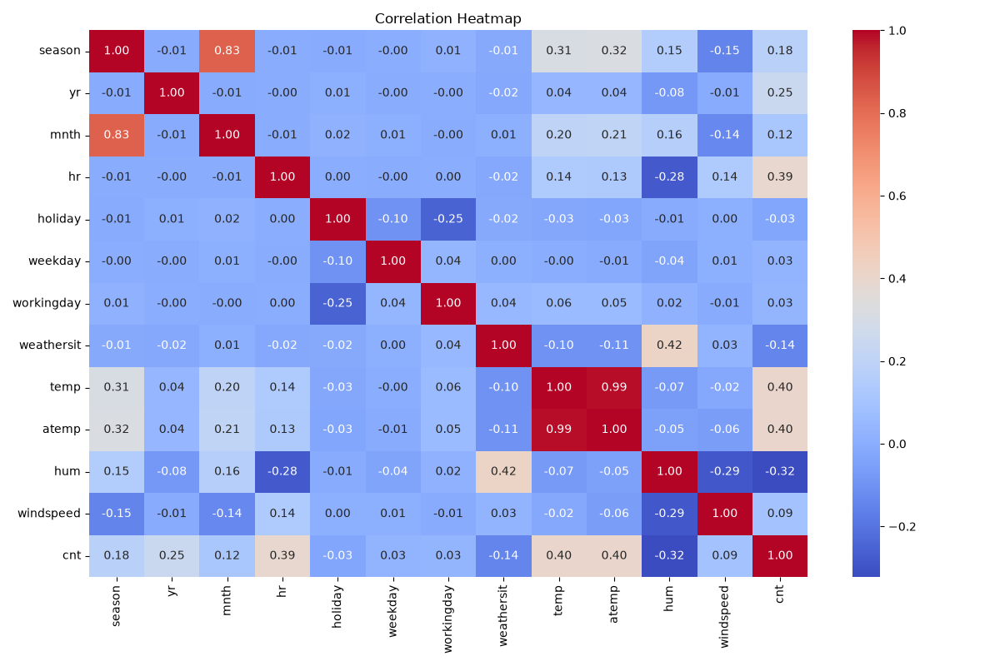 Correlation Heatmap
season 1.00 -0.01 0.83 -0.01 -0.01 -0.00 0.01 -0.01 0.31 0.32 0.15 -0.15 0.18
yr -0.01 1.00 -0.01 -0.00 0.01 -0.00 -0.00 -0.02 0.04 0.04 -0.08 -0.01 0.25
mnth 0.83 -0.01 1.00 -0.01 0.02 0.01 -0.00 0.01 0.20 0.21 0.16 -0.14 0.12
hr -0.01 -0.00 -0.01 1.00 0.00 -0.00 0.00 -0.02 0.14 0.13 -0.28 0.14 0.39
holiday -0.01 0.01 0.02 0.00 1.00 -0.10 -0.25 -0.02 -0.03 -0.03 -0.01 0.00 -0.03
weekday -0.00 -0.00 0.01 -0.00 -0.10 1.00 0.04 0.00 -0.00 -0.01 -0.04 0.01 0.03
workingday 0.01 -0.00 -0.00 0.00 -0.25 0.04 1.00 0.04 0.06 0.05 0.02 -0.01 0.03
weathersit -0.01 -0.02 0.01 -0.02 -0.02 0.00 0.04 1.00 -0.10 -0.11 0.42 0.03 -0.14
temp 0.31 0.04 0.20 0.14 -0.03 -0.00 0.06 -0.10 1.00 0.99 -0.07 -0.02 0.40
atemp 0.32 0.04 0.21 0.13 -0.03 -0.01 0.05 -0.11 0.99 1.00 -0.05 -0.06 0.40
hum 0.15 -0.08 0.16 -0.28 -0.01 -0.04 0.02 0.42 -0.07 -0.05 1.00 -0.29 -0.32
windspeed -0.15 -0.01 -0.14 0.14 0.00 0.01 -0.01 0.03 -0.02 -0.06 -0.29 1.00 0.09
cnt 0.18 0.25 0.12 0.39 -0.03 0.03 0.03 -0.14 0.40 0.40 -0.32 0.09 1.00
season yr mnth hr holiday weekday workingday weathersit temp atemp hum windspeed cnt
1.0
0.8
0.6
0.4
0.2
0.0
−0.2